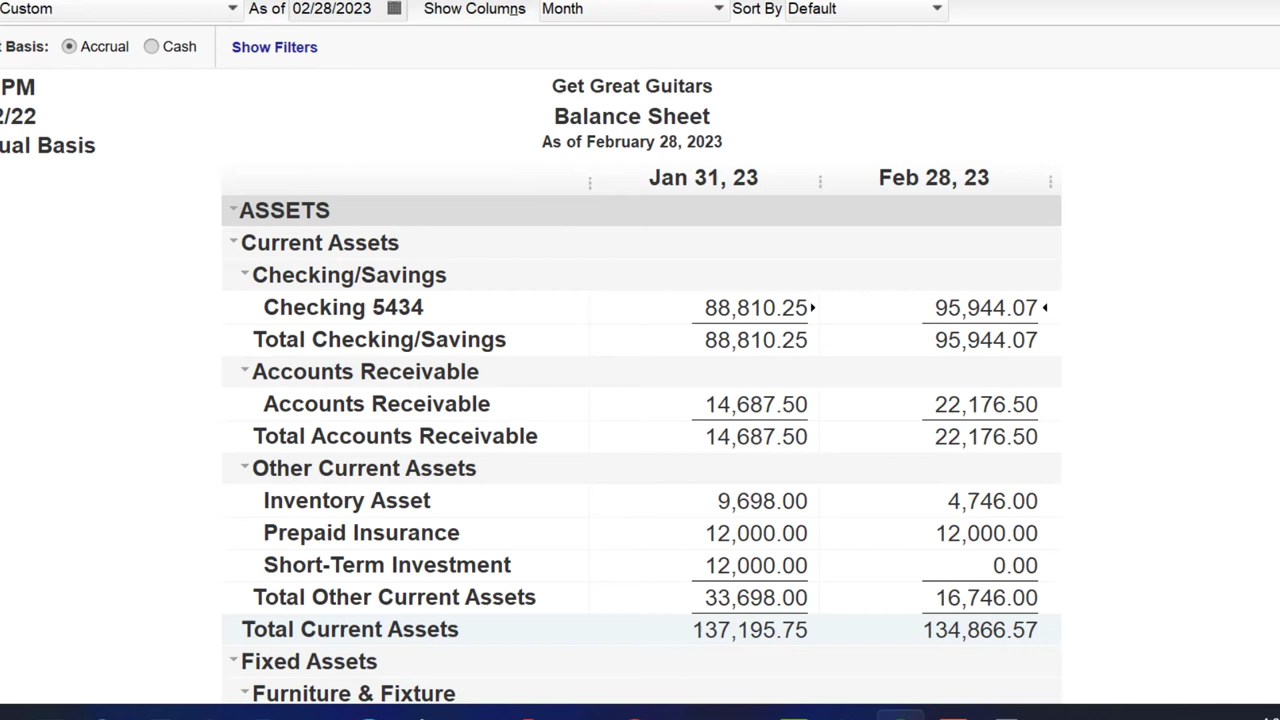 Custom As of 02/28/2023 Show Columns Month Sort By Default
t Basis: Accrual Cash Show Filters
PM
2/22
ual Basis
Get Great Guitars
Balance Sheet
As of February 28, 2023
Jan 31, 23 Feb 28, 23
ASSETS
Current Assets
Checking/Savings
Checking 5434 88,810.25 95,944.07
Total Checking/Savings 88,810.25 95,944.07
Accounts Receivable
Accounts Receivable 14,687.50 22,176.50
Total Accounts Receivable 14,687.50 22,176.50
Other Current Assets
Inventory Asset 9,698.00 4,746.00
Prepaid Insurance 12,000.00 12,000.00
Short-Term Investment 12,000.00 0.00
Total Other Current Assets 33,698.00 16,746.00
Total Current Assets 137,195.75 134,866.57
Fixed Assets
Furniture & Fixture